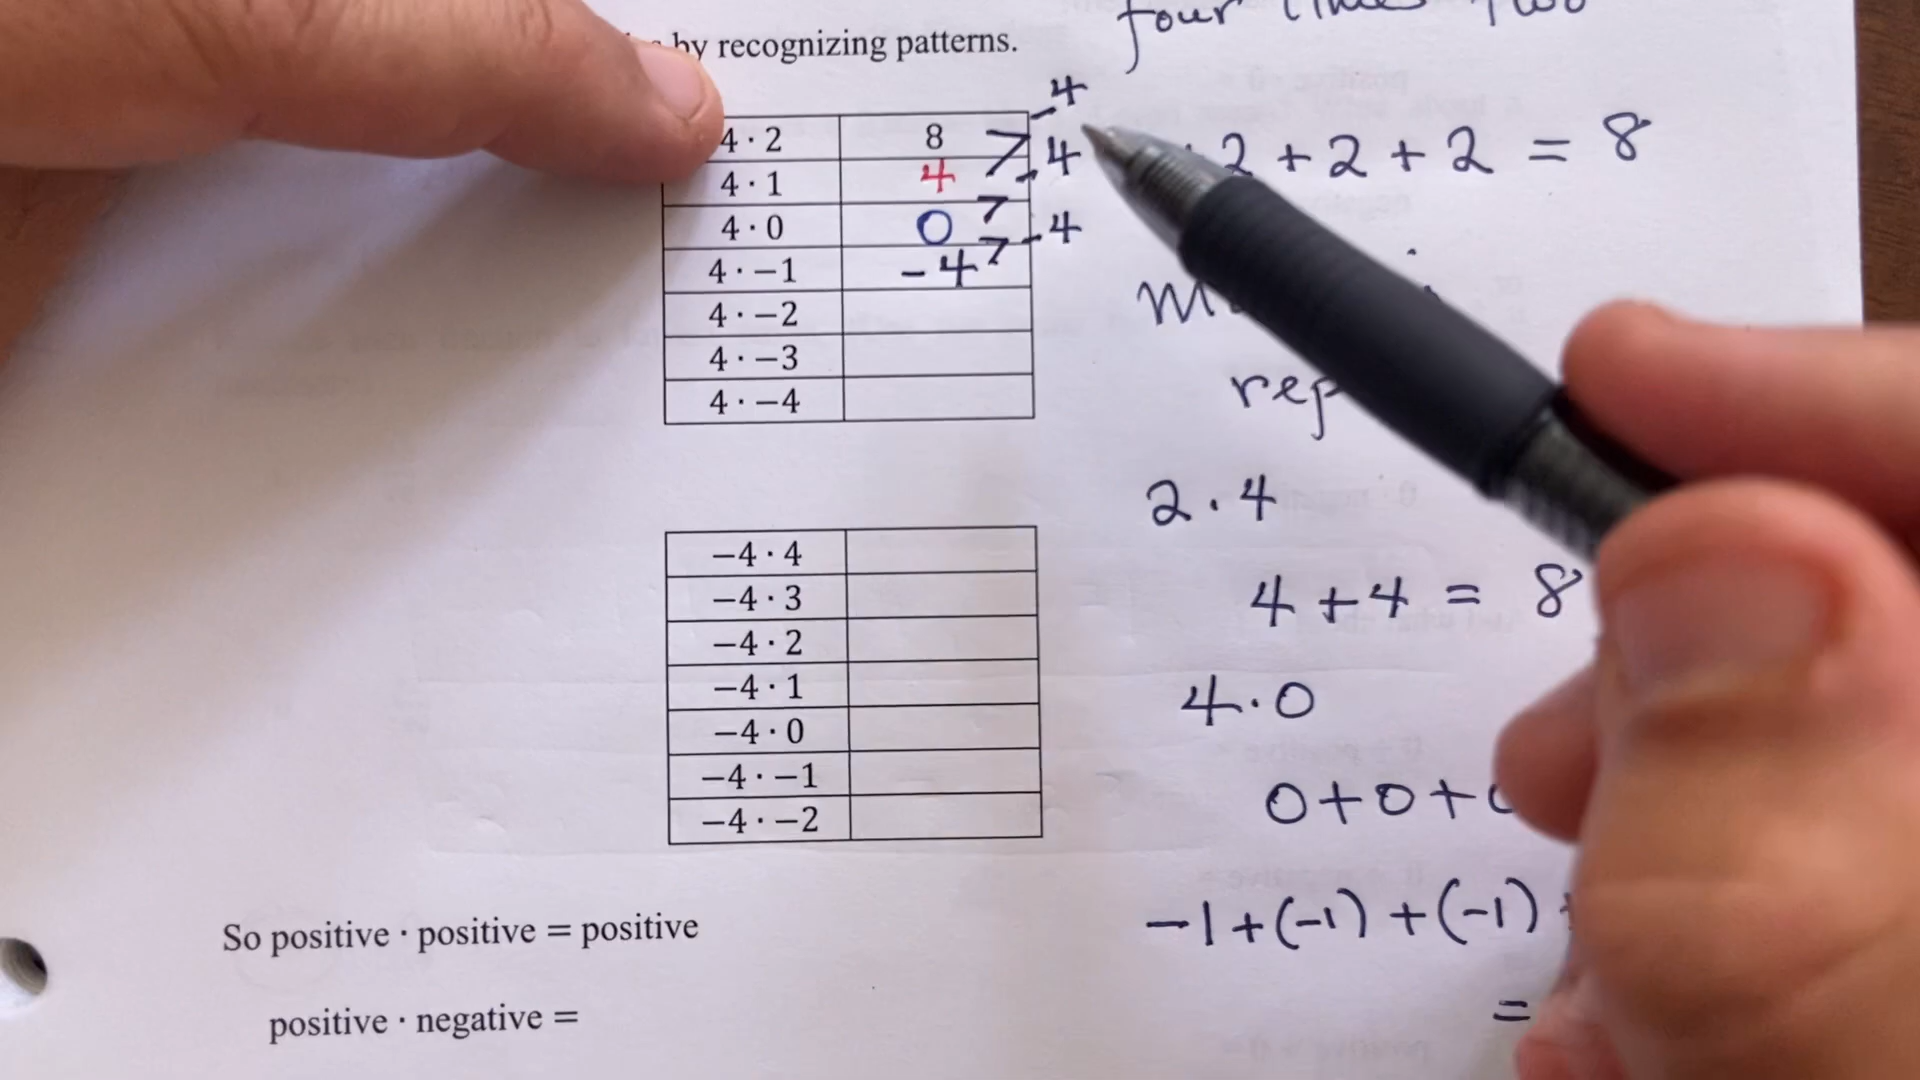 four times Two
by recognizing patterns.
-4
4 · 2 8
-4
+ 2 + 2 + 2 = 8
4 · 1 4
4 · 0 0
-4
4 · −1 -4
4 · −2
4 · −3
rep
4 · −4
2 · 4
−4 · 4
4 + 4 = 8
−4 · 3
−4 · 2
−4 · 1
4 · 0
−4 · 0
−4 · −1
0 + 0 +
−4 · −2
-1 + (-1) + (-1)
So positive · positive = positive
=
positive · negative =